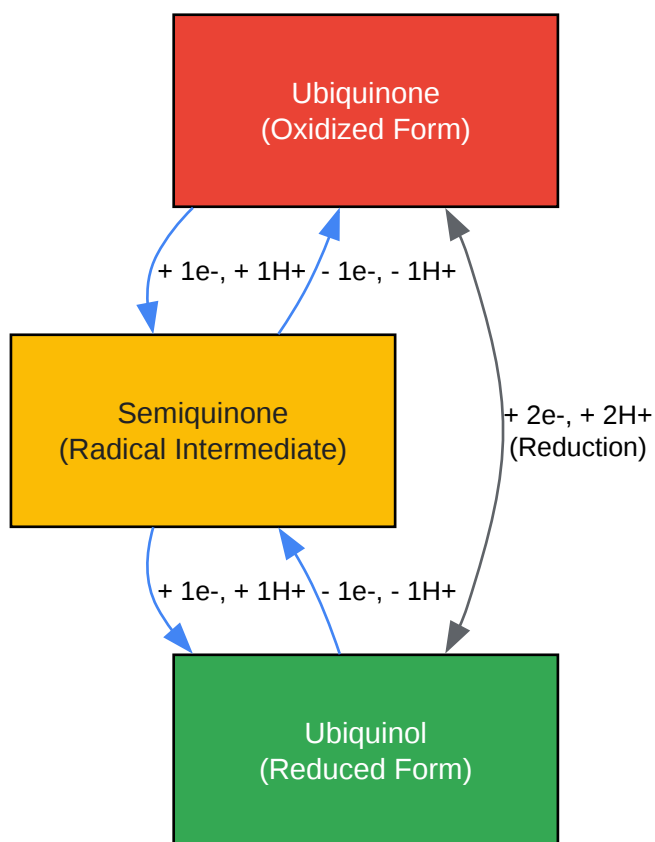 Ubiquinone
(Oxidized Form)
+ 1e-, + 1H+
- 1e-, - 1H+
Semiquinone
(Radical Intermediate)
+ 2e-, + 2H+
(Reduction)
+ 1e-, + 1H+
- 1e-, - 1H+
Ubiquinol
(Reduced Form)